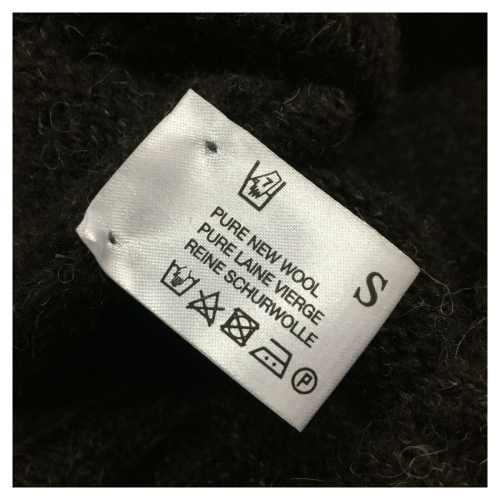 PURE NEW WOOL
PURE LAINE VIERGE
REINE SCHURWOLLE
S
P